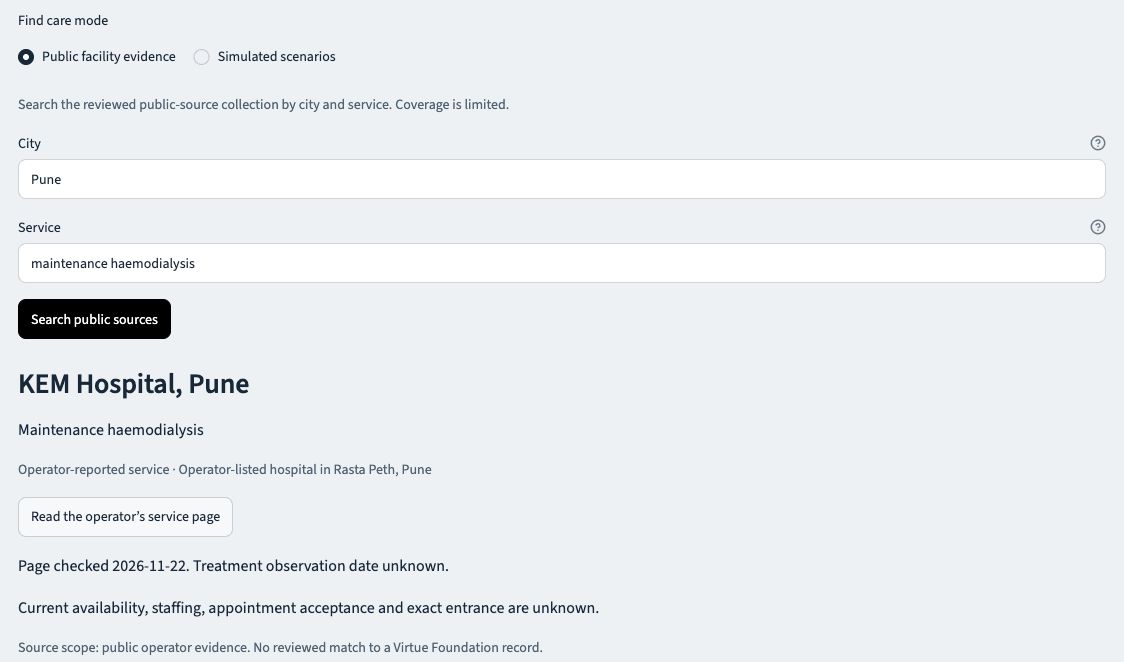 Find care mode
Public facility evidence
Simulated scenarios
Search the reviewed public-source collection by city and service. Coverage is limited.
City
Pune
Service
maintenance haemodialysis
Search public sources
KEM Hospital, Pune
Maintenance haemodialysis
Operator-reported service · Operator-listed hospital in Rasta Peth, Pune
Read the operator’s service page
Page checked 2026-11-22. Treatment observation date unknown.
Current availability, staffing, appointment acceptance and exact entrance are unknown.
Source scope: public operator evidence. No reviewed match to a Virtue Foundation record.